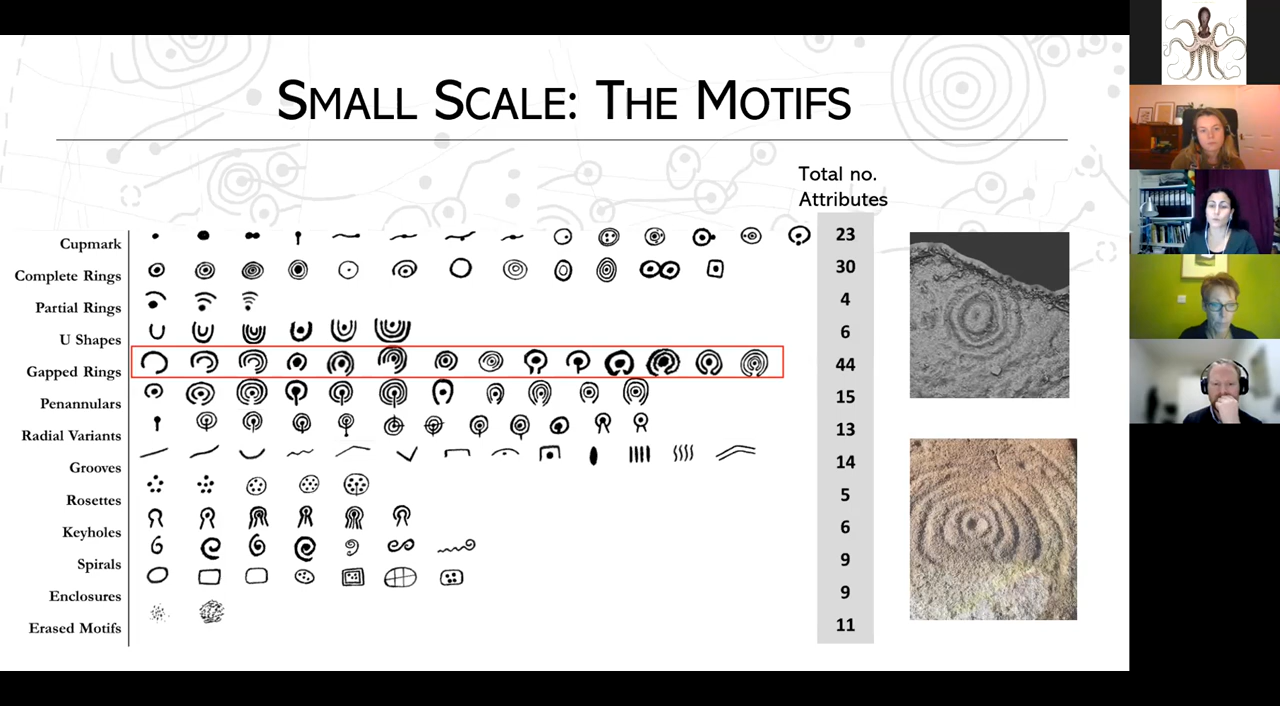 SMALL SCALE: THE MOTIFS
Total no.
Attributes
Cupmark 23
Complete Rings 30
Partial Rings 4
U Shapes 6
Gapped Rings 44
Penannulars 15
Radial Variants 13
Grooves 14
Rosettes 5
Keyholes 6
Spirals 9
Enclosures 9
Erased Motifs 11